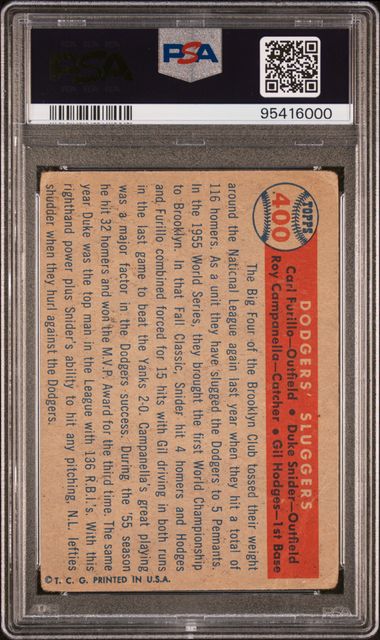 PSA
PSA
95416000
TOPPS
400
DODGERS' SLUGGERS
Carl Furillo—Outfield • Duke Snider—Outfield
Roy Campanella—Catcher • Gil Hodges—1st Base
The Big Four of the Brooklyn Club tossed their weight
around the National League again last year when they hit a total of
116 homers. As a unit they have slugged the Dodgers to 5 Pennants.
In the 1955 World Series, they bought the first World Championship
to Brooklyn. In that Fall Classic, Snider hit 4 homers and Hodges
and Furillo combined forced for 15 hits with Gil driving in both runs
in the last game to beat the Yanks 2-0. Campanella's great playing
was a major factor in the Dodgers success. During the '55 season
he hit 32 homers and won the M.V.P. Award for the third time. The same
year Duke was the top man in the League with 136 R.B.I.'s. With this
righthand power plus Snider's ability to hit any pitching, N.L. lefties
shudder when they hurl against the Dodgers.
© T. C. G. PRINTED IN U.S.A.